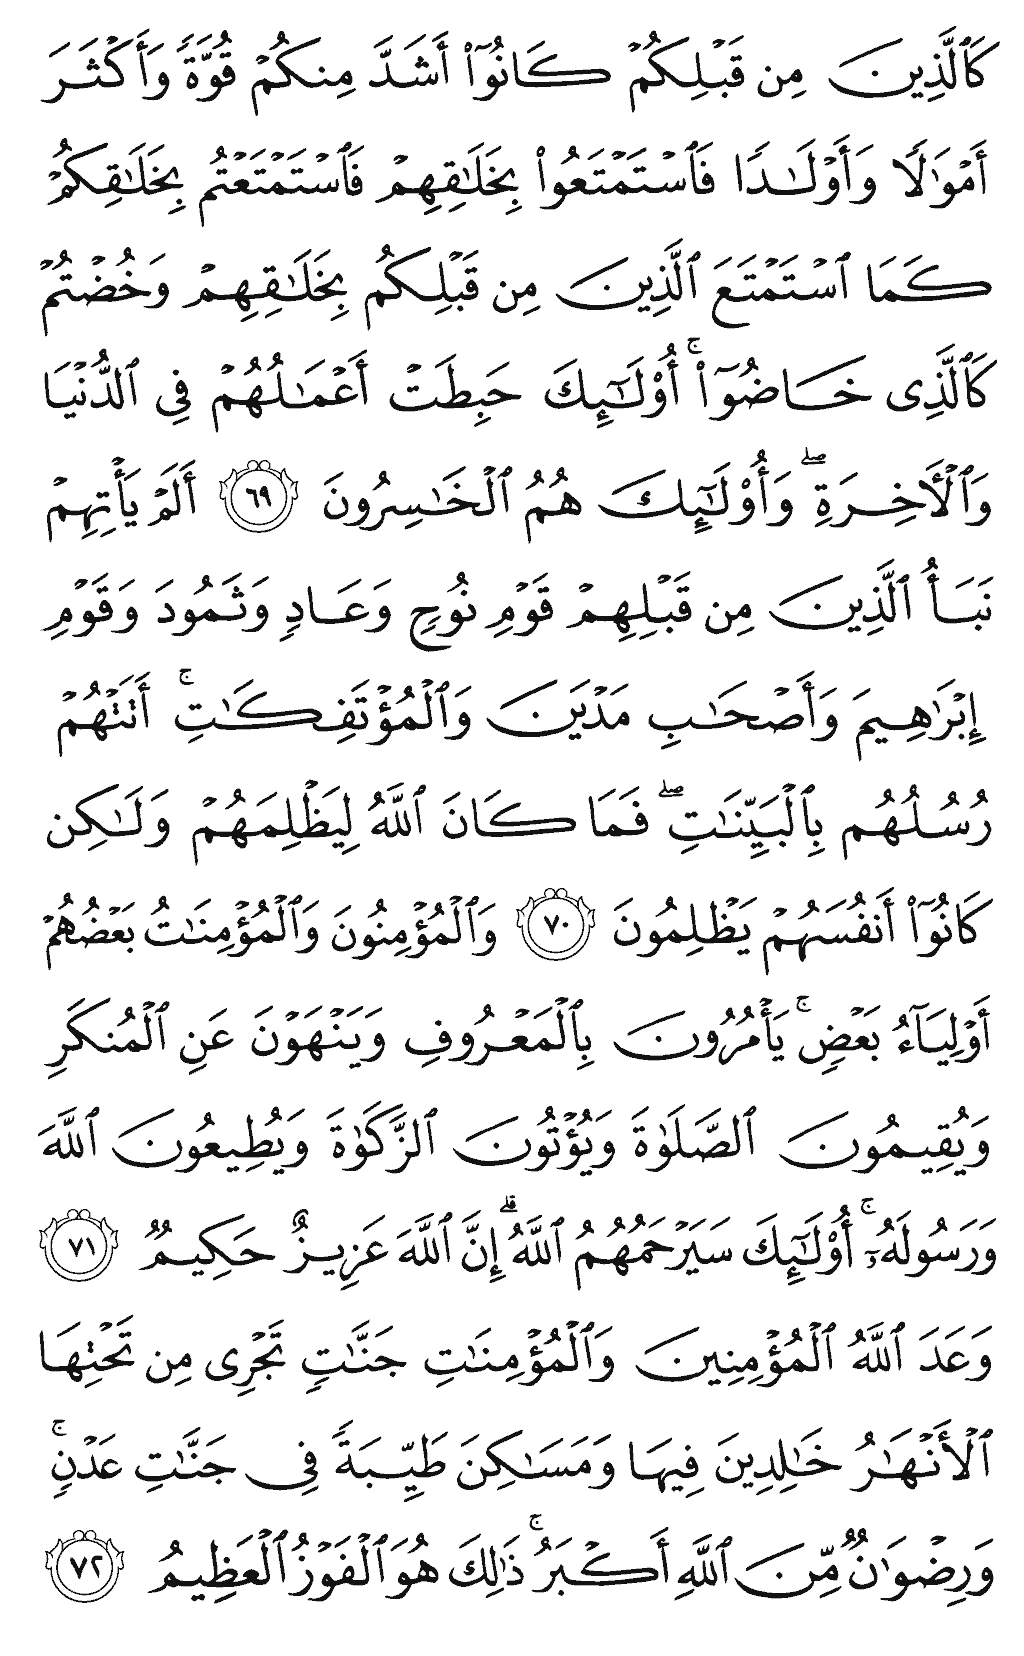 كَٱلَّذِينَ مِن قَبۡلِكُمۡ كَانُوٓاْ أَشَدَّ مِنكُمۡ قُوَّةٗ وَأَكۡثَرَ
أَمۡوَٰلٗا وَأَوۡلَٰدٗا فَٱسۡتَمۡتَعُواْ بِخَلَٰقِهِمۡ فَٱسۡتَمۡتَعۡتُم بِخَلَٰقِكُمۡ
كَمَا ٱسۡتَمۡتَعَ ٱلَّذِينَ مِن قَبۡلِكُم بِخَلَٰقِهِمۡ وَخُضۡتُمۡ
كَٱلَّذِي خَاضُوٓاْۚ أُوْلَٰٓئِكَ حَبِطَتۡ أَعۡمَٰلُهُمۡ فِي ٱلدُّنۡيَا
وَٱلۡأٓخِرَةِۖ وَأُوْلَٰٓئِكَ هُمُ ٱلۡخَٰسِرُونَ ٦٩ أَلَمۡ يَأۡتِهِمۡ
نَبَأُ ٱلَّذِينَ مِن قَبۡلِهِمۡ قَوۡمِ نُوحٖ وَعَادٖ وَثَمُودَ وَقَوۡمِ
إِبۡرَٰهِيمَ وَأَصۡحَٰبِ مَدۡيَنَ وَٱلۡمُؤۡتَفِكَٰتِۚ أَتَتۡهُمۡ
رُسُلُهُم بِٱلۡبَيِّنَٰتِۖ فَمَا كَانَ ٱللَّهُ لِيَظۡلِمَهُمۡ وَلَٰكِن
كَانُوٓاْ أَنفُسَهُمۡ يَظۡلِمُونَ ٧٠ وَٱلۡمُؤۡمِنُونَ وَٱلۡمُؤۡمِنَٰتُ بَعۡضُهُمۡ
أَوۡلِيَآءُ بَعۡضٖۚ يَأۡمُرُونَ بِٱلۡمَعۡرُوفِ وَيَنۡهَوۡنَ عَنِ ٱلۡمُنكَرِ
وَيُقِيمُونَ ٱلصَّلَوٰةَ وَيُؤۡتُونَ ٱلزَّكَوٰةَ وَيُطِيعُونَ ٱللَّهَ
وَرَسُولَهُۥٓۚ أُوْلَٰٓئِكَ سَيَرۡحَمُهُمُ ٱللَّهُۗ إِنَّ ٱللَّهَ عَزِيزٌ حَكِيمٞ ٧١
وَعَدَ ٱللَّهُ ٱلۡمُؤۡمِنِينَ وَٱلۡمُؤۡمِنَٰتِ جَنَّٰتٖ تَجۡرِي مِن تَحۡتِهَا
ٱلۡأَنۡهَٰرُ خَٰلِدِينَ فِيهَا وَمَسَٰكِنَ طَيِّبَةٗ فِي جَنَّٰتِ عَدۡنٖۚ
وَرِضۡوَٰنٞ مِّنَ ٱللَّهِ أَكۡبَرُۚ ذَٰلِكَ هُوَ ٱلۡفَوۡزُ ٱلۡعَظِيمُ ٧٢